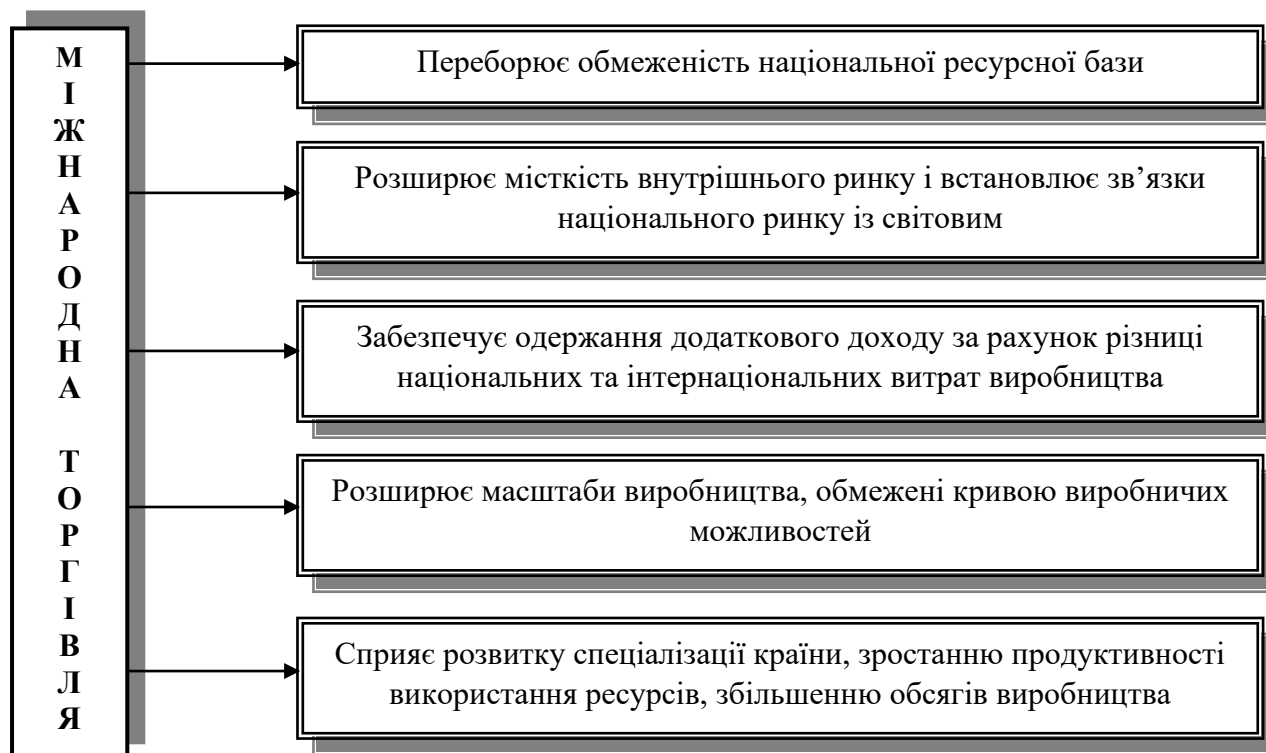 МІЖНАРОДНА ТОРГІВЛЯ
Переборює обмеженість національної ресурсної бази
Розширює місткість внутрішнього ринку і встановлює зв’язки
національного ринку із світовим
Забезпечує одержання додаткового доходу за рахунок різниці
національних та інтернаціональних витрат виробництва
Розширює масштаби виробництва, обмежені кривою виробничих
можливостей
Сприяє розвитку спеціалізації країни, зростанню продуктивності
використання ресурсів, збільшенню обсягів виробництва